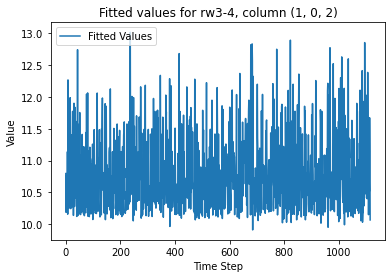 Fitted values for rw3-4, column (1, 0, 2)
Fitted Values
13.0
12.5
12.0
11.5
11.0
10.5
10.0
Value
0 200 400 600 800 1000
Time Step